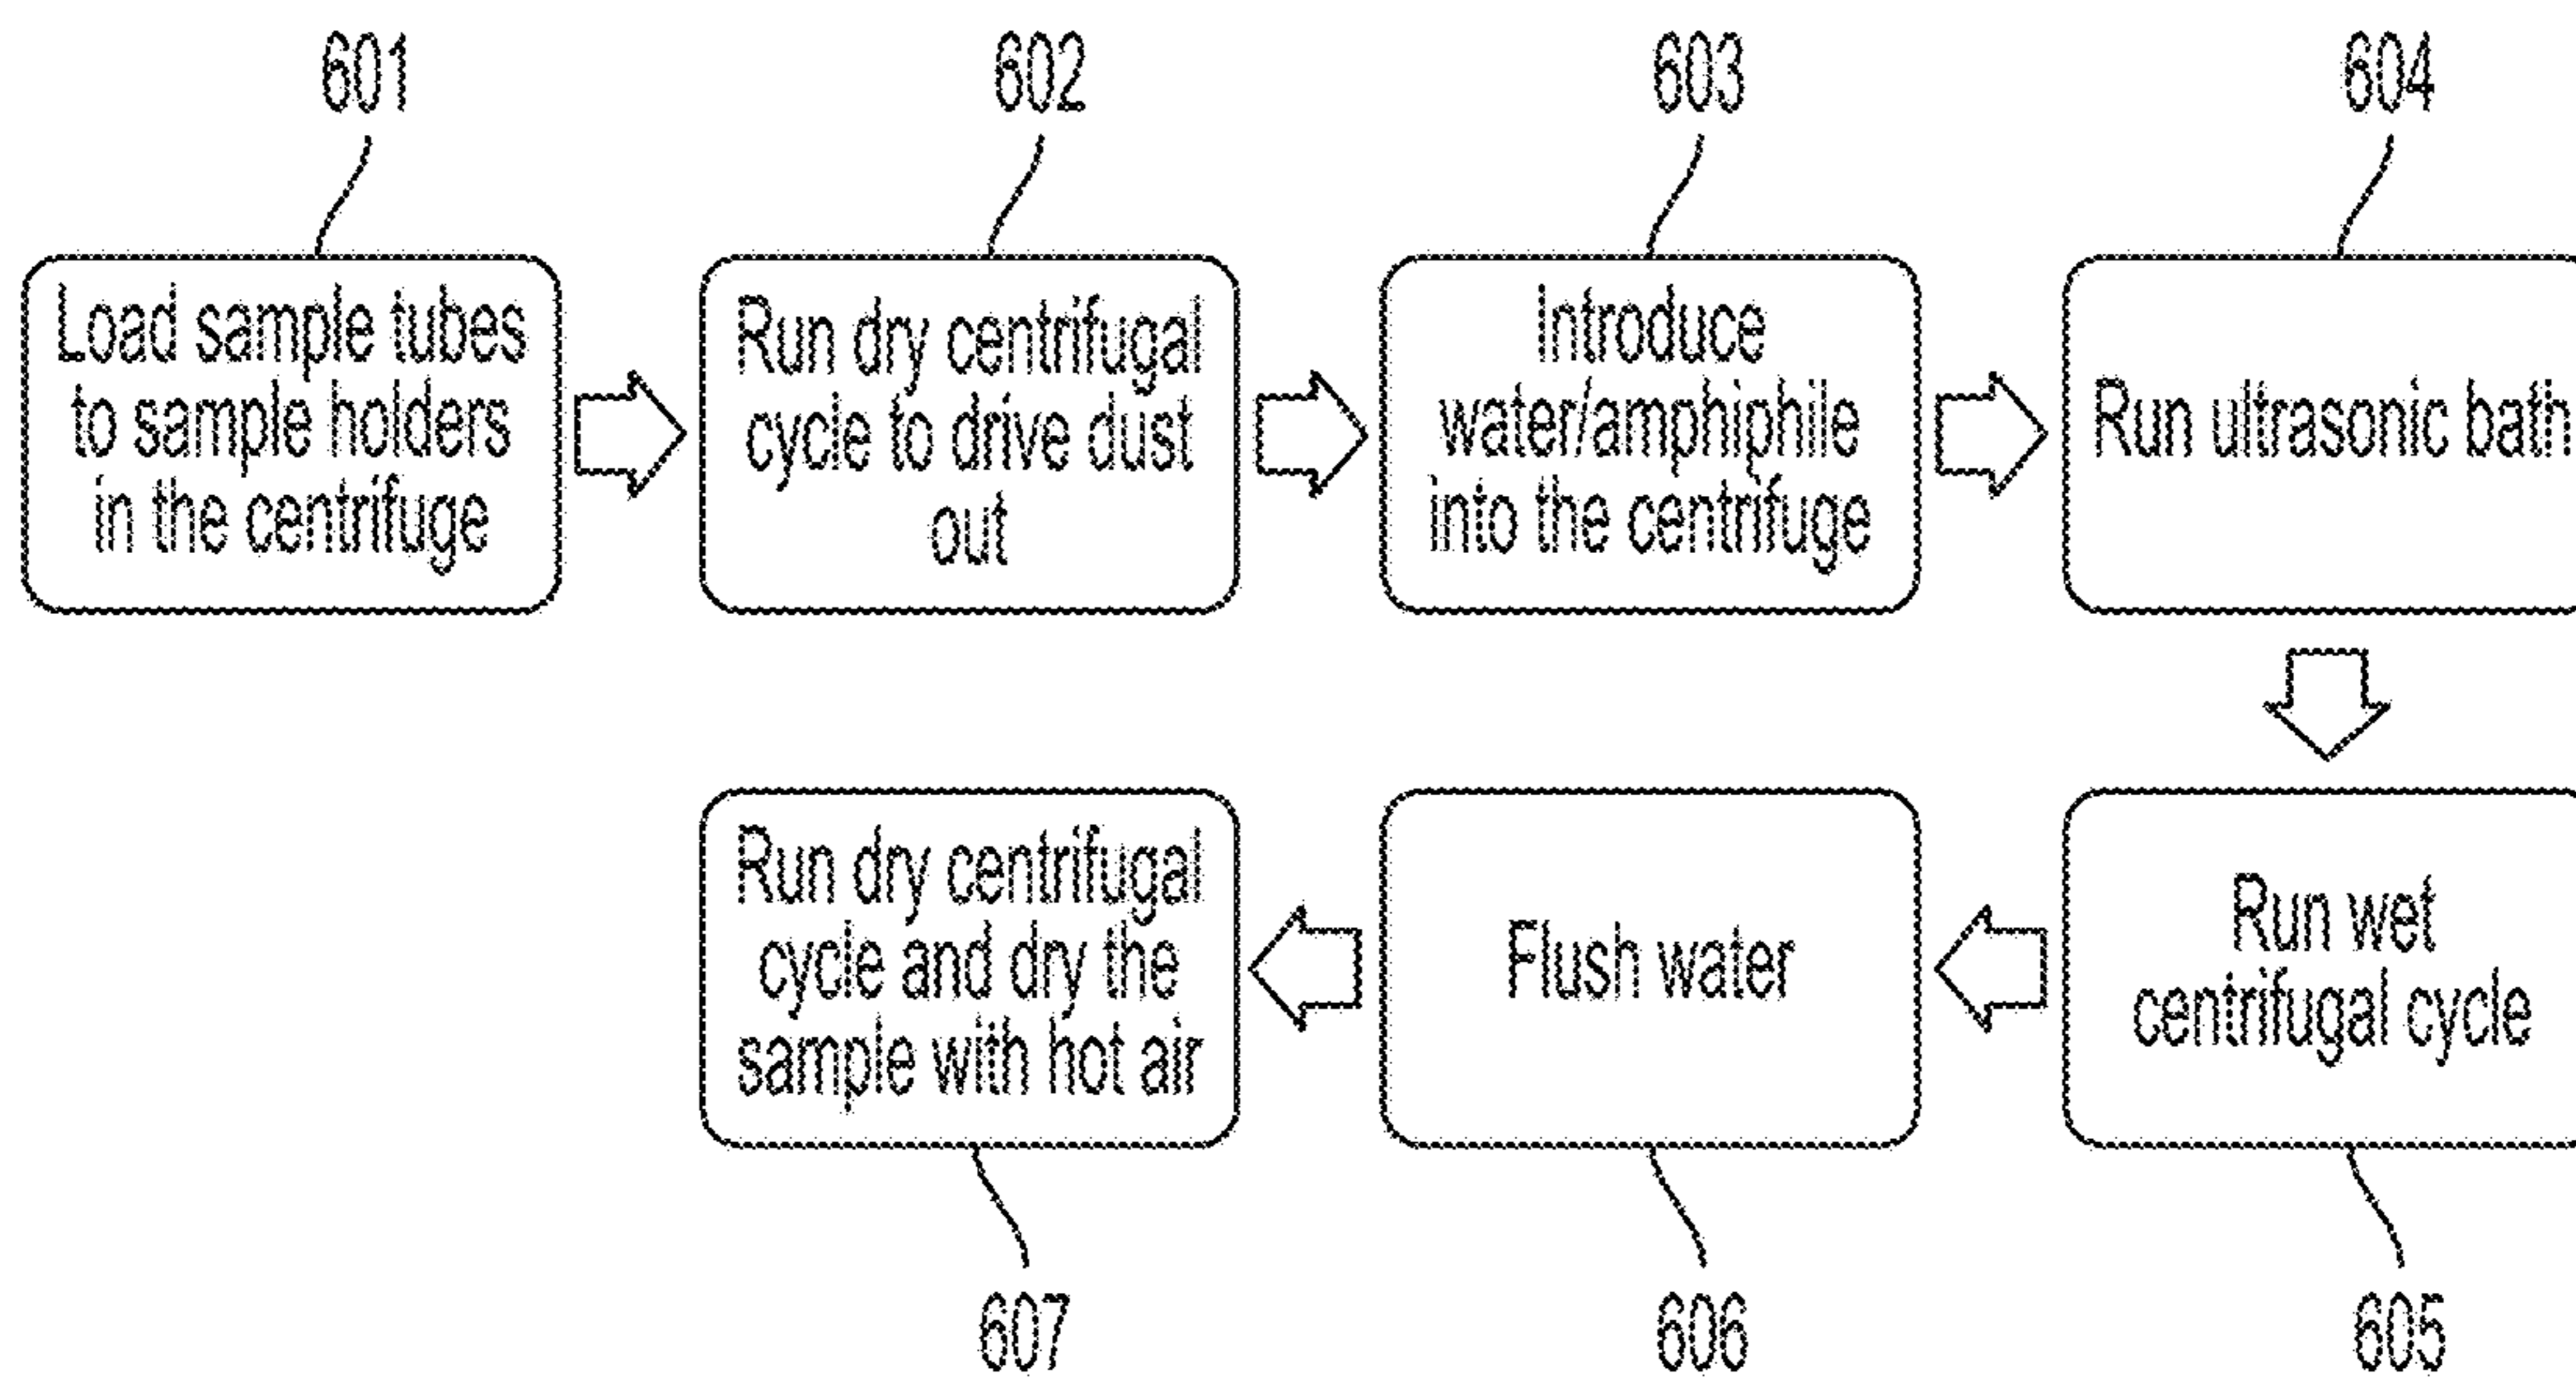 601
602
603
604
Load sample tubes
to sample holders
in the centrifuge
Run dry centrifugal
cycle to drive dust
out
Introduce
water/amphiphile
into the centrifuge
Run ultrasonic bath
Run dry centrifugal
cycle and dry the
sample with hot air
Flush water
Run wet
centrifugal cycle
607
606
605